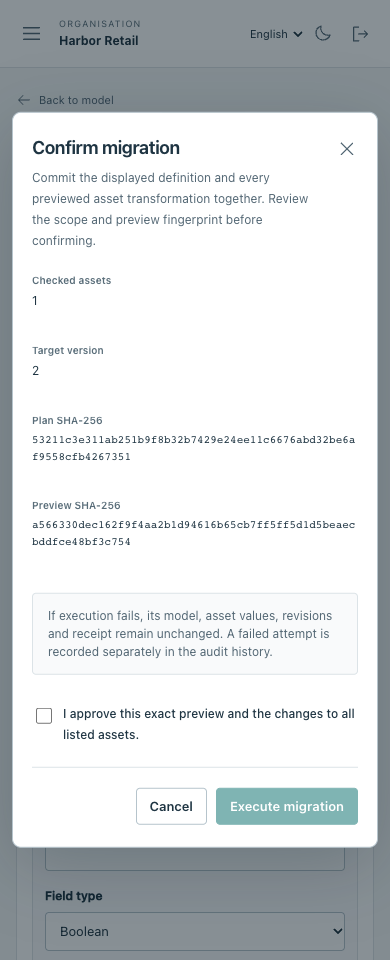 ORGANISATION
Harbor Retail
English
Back to model
Confirm migration
Commit the displayed definition and every
previewed asset transformation together. Review
the scope and preview fingerprint before
confirming.
Checked assets
1
Target version
2
Plan SHA-256
53211c3e311ab251b9f8b32b7429e24ee11c6676abd32be6a
f9558cfb4267351
Preview SHA-256
a566330dec162f9f4aa2b1d94616b65cb7ff5ff5d1d5beaec
bddfce48bf3c754
If execution fails, its model, asset values, revisions
and receipt remain unchanged. A failed attempt is
recorded separately in the audit history.
I approve this exact preview and the changes to all
listed assets.
Cancel
Execute migration
Field type
Boolean